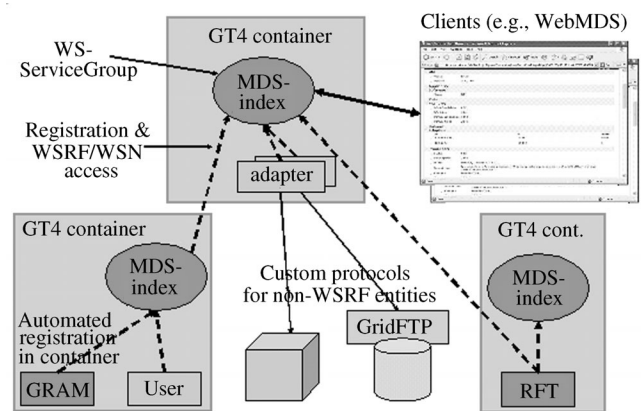 Clients (e.g., WebMDS)
GT4 container
WS-
ServiceGroup
MDS-
index
Registration &
WSRF/WSN
access
adapter
GT4 container
MDS-
index
Automated
registration
in container
GRAM
User
Custom protocols
for non-WSRF entities
GridFTP
GT4 cont.
MDS-
index
RFT